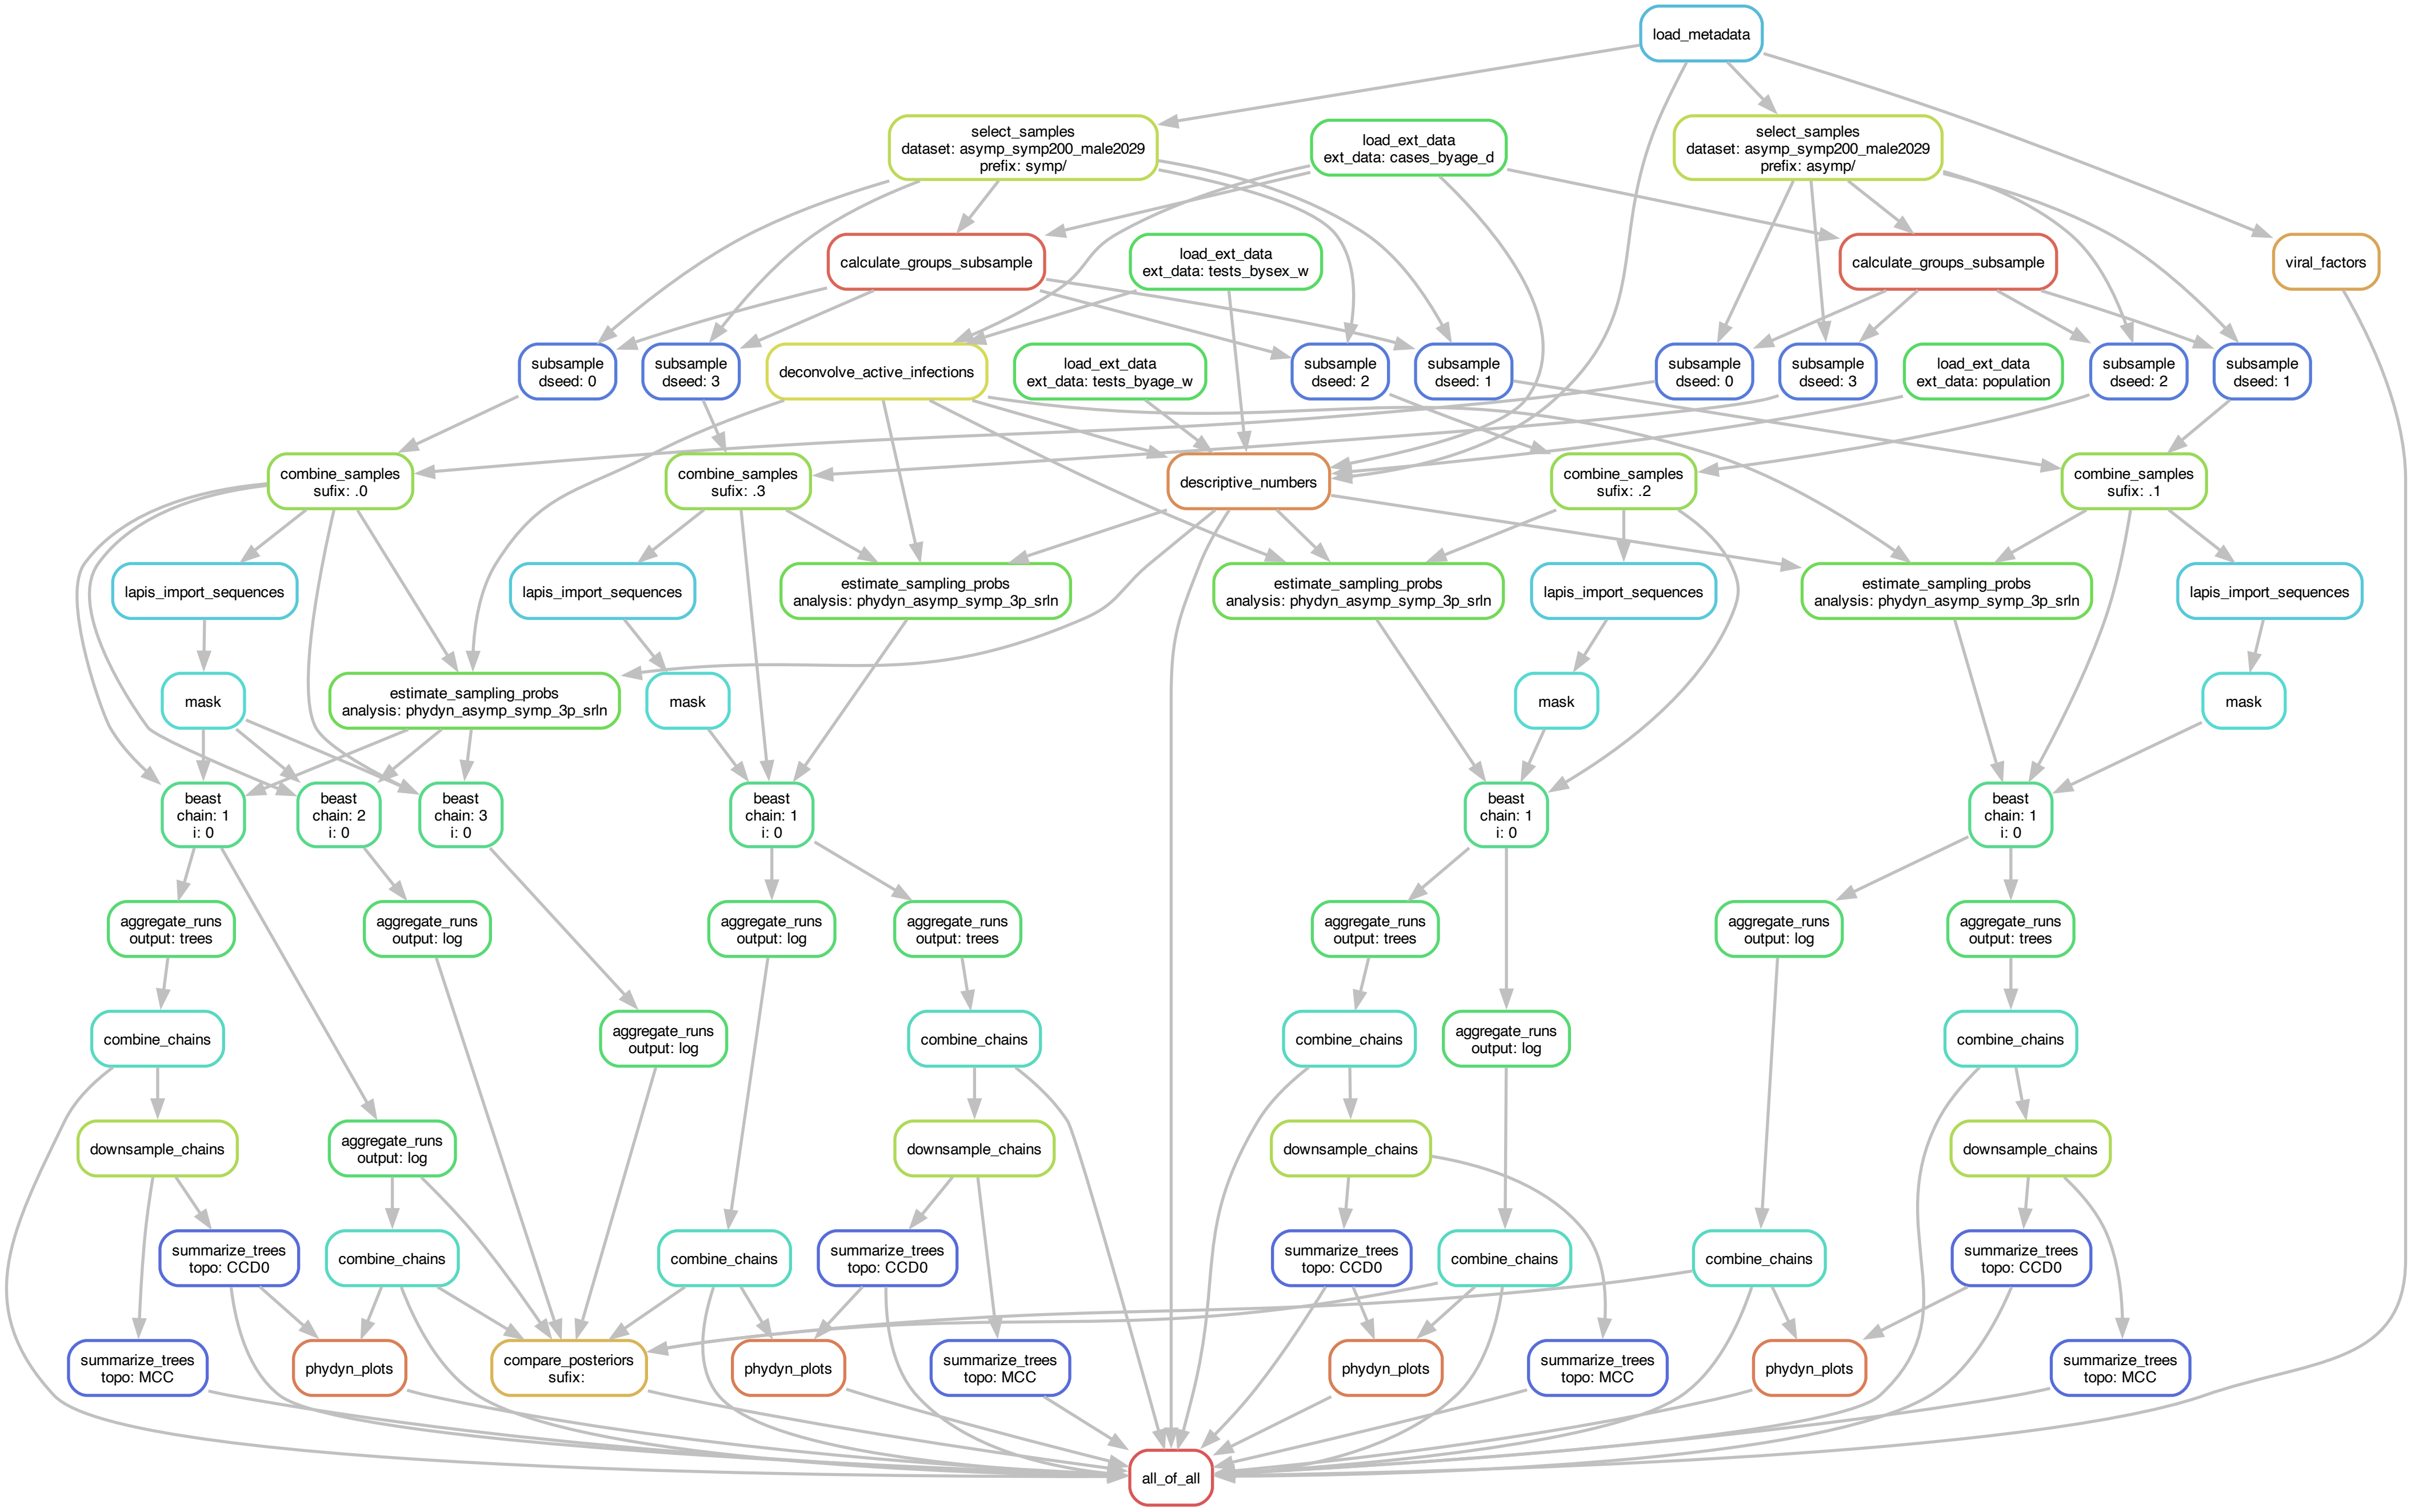 load_metadata
select_samples
dataset: asymp_symp200_male2029
prefix: symp/
load_ext_data
ext_data: cases_byage_d
select_samples
dataset: asymp_symp200_male2029
prefix: asymp/
calculate_groups_subsample
load_ext_data
ext_data: tests_bysex_w
calculate_groups_subsample
viral_factors
subsample
dseed: 0
subsample
dseed: 3
deconvolve_active_infections
load_ext_data
ext_data: tests_byage_w
subsample
dseed: 2
subsample
dseed: 1
subsample
dseed: 0
subsample
dseed: 3
load_ext_data
ext_data: population
subsample
dseed: 2
subsample
dseed: 1
combine_samples
sufix: .0
combine_samples
sufix: .3
descriptive_numbers
combine_samples
sufix: .2
combine_samples
sufix: .1
lapis_import_sequences
lapis_import_sequences
estimate_sampling_probs
analysis: phydyn_asymp_symp_3p_srln
estimate_sampling_probs
analysis: phydyn_asymp_symp_3p_srln
lapis_import_sequences
estimate_sampling_probs
analysis: phydyn_asymp_symp_3p_srln
lapis_import_sequences
mask
estimate_sampling_probs
analysis: phydyn_asymp_symp_3p_srln
mask
mask
mask
beast
chain: 1
i: 0
beast
chain: 2
i: 0
beast
chain: 3
i: 0
beast
chain: 1
i: 0
beast
chain: 1
i: 0
beast
chain: 1
i: 0
aggregate_runs
output: trees
aggregate_runs
output: log
aggregate_runs
output: log
aggregate_runs
output: trees
aggregate_runs
output: trees
aggregate_runs
output: log
aggregate_runs
output: trees
combine_chains
aggregate_runs
output: log
combine_chains
combine_chains
aggregate_runs
output: log
combine_chains
downsample_chains
aggregate_runs
output: log
downsample_chains
downsample_chains
downsample_chains
summarize_trees
topo: CCD0
combine_chains
combine_chains
summarize_trees
topo: CCD0
summarize_trees
topo: CCD0
combine_chains
combine_chains
summarize_trees
topo: CCD0
summarize_trees
topo: MCC
phydyn_plots
compare_posteriors
sufix:
phydyn_plots
summarize_trees
topo: MCC
phydyn_plots
summarize_trees
topo: MCC
phydyn_plots
summarize_trees
topo: MCC
all_of_all